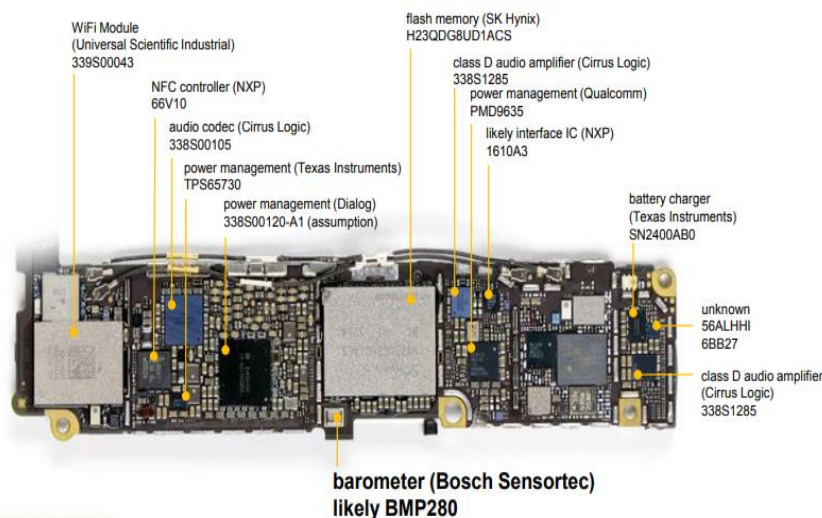 WiFi Module
(Universal Scientific Industrial)
339S00043
NFC controller (NXP)
66V10
audio codec (Cirrus Logic)
338S00105
power management (Texas Instruments)
TPS65730
power management (Dialog)
338S00120-A1 (assumption)
flash memory (SK Hynix)
H23QDG8UD1ACS
class D audio amplifier (Cirrus Logic)
338S1285
power management (Qualcomm)
PMD9635
likely interface IC (NXP)
1610A3
battery charger
(Texas Instruments)
SN2400AB0
unknown
56ALHHI
6BB27
class D audio amplifier
(Cirrus Logic)
338S1285
barometer (Bosch Sensortec)
likely BMP280